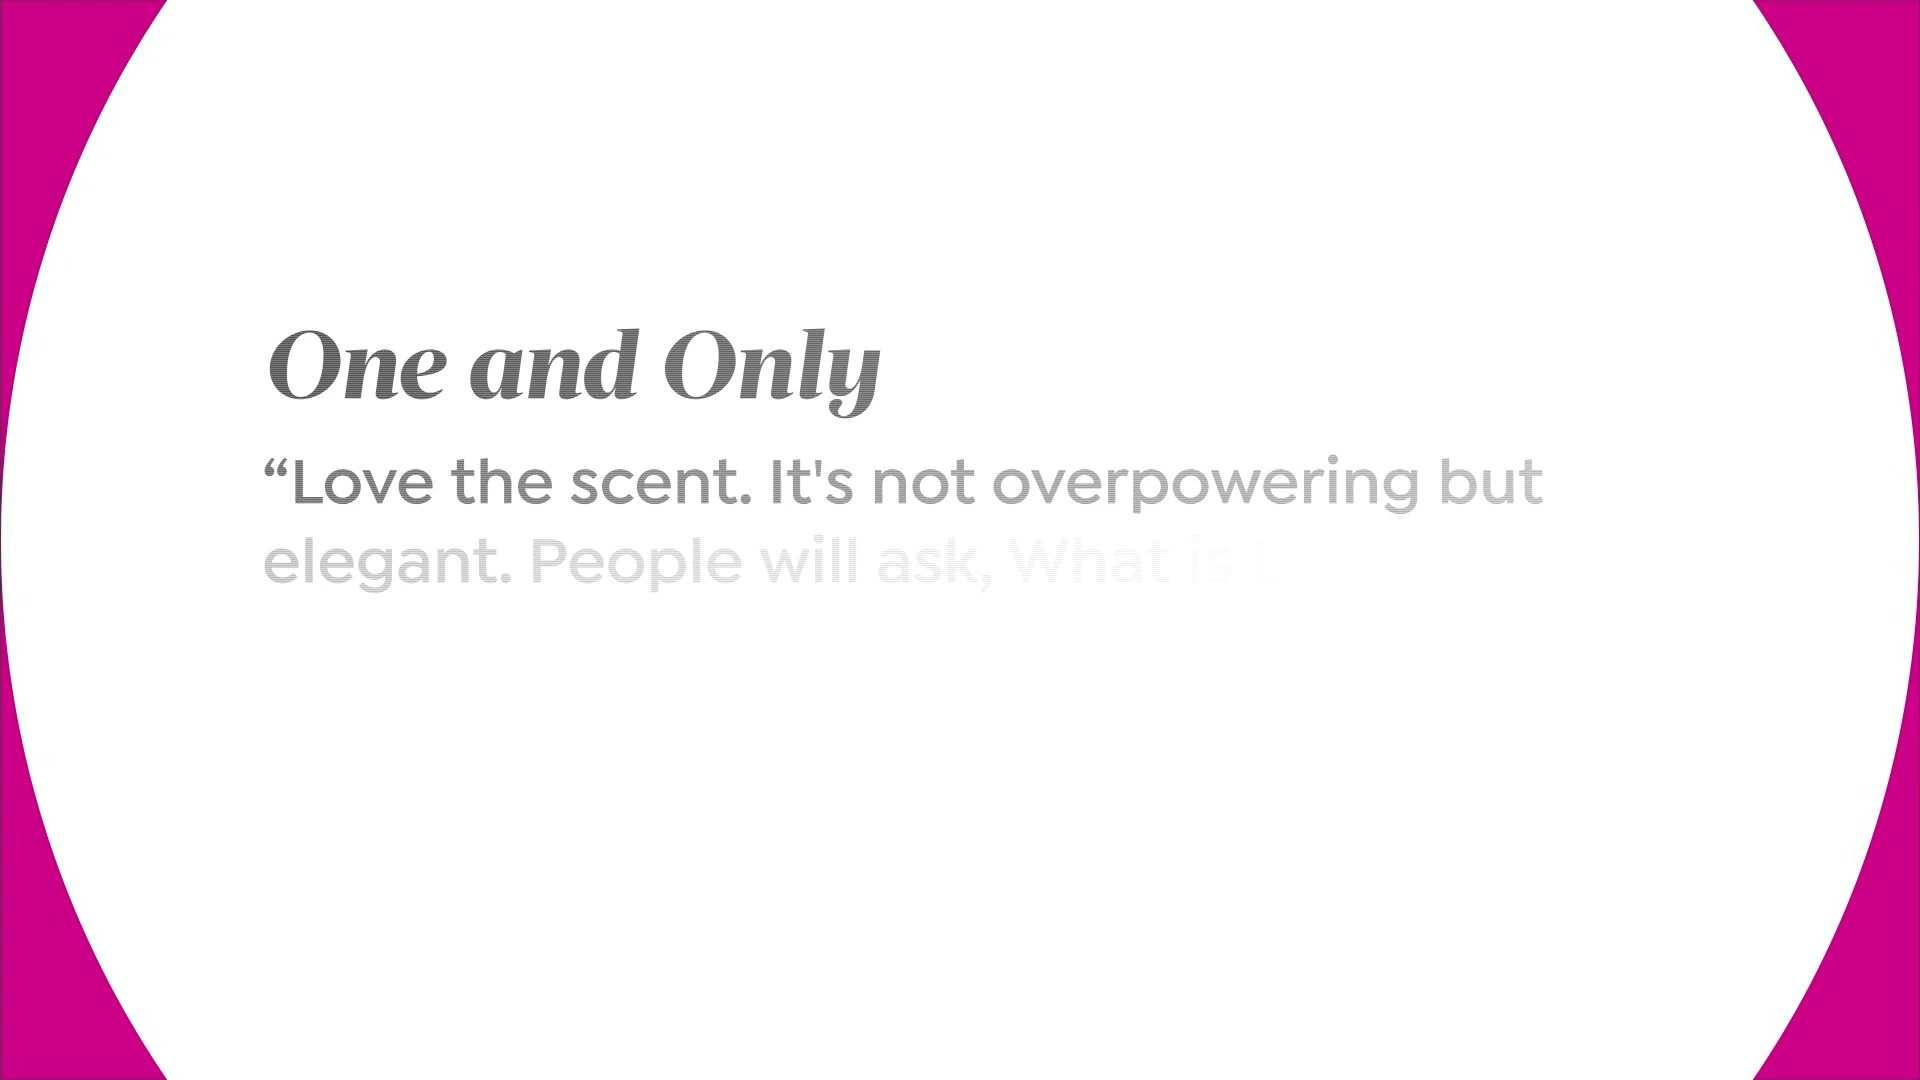 One and Only
“Love the scent. It's not overpowering but
elegant. People will ask, What is